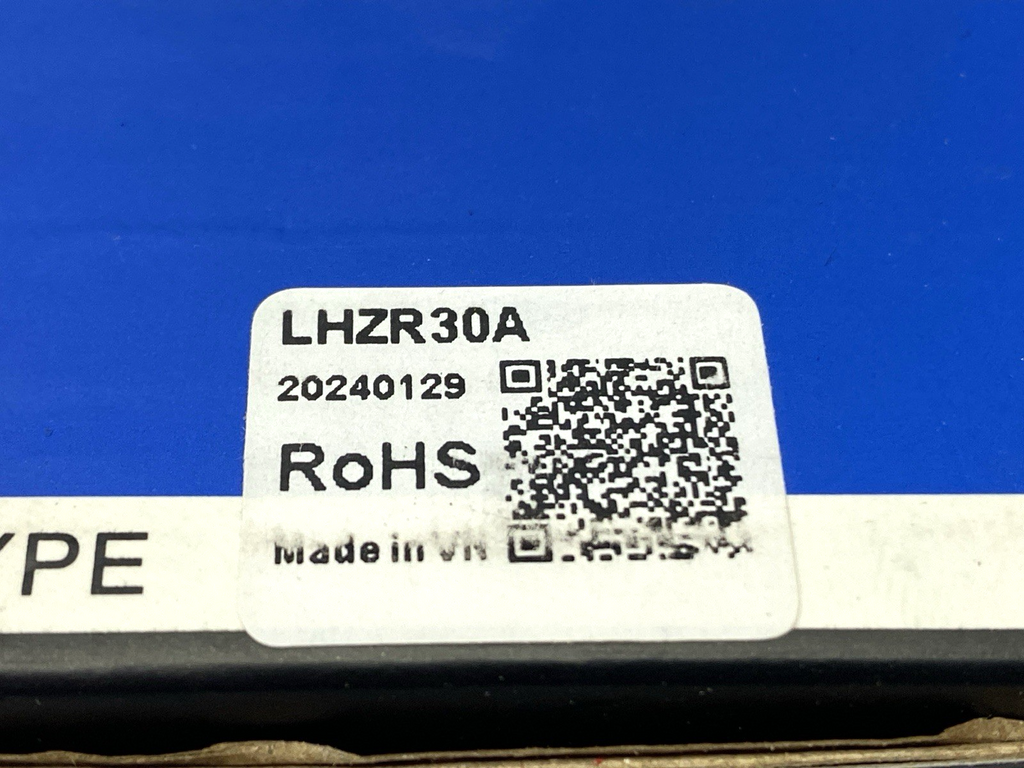 LHZR30A
20240129
RoHS
Made in VN
YPE